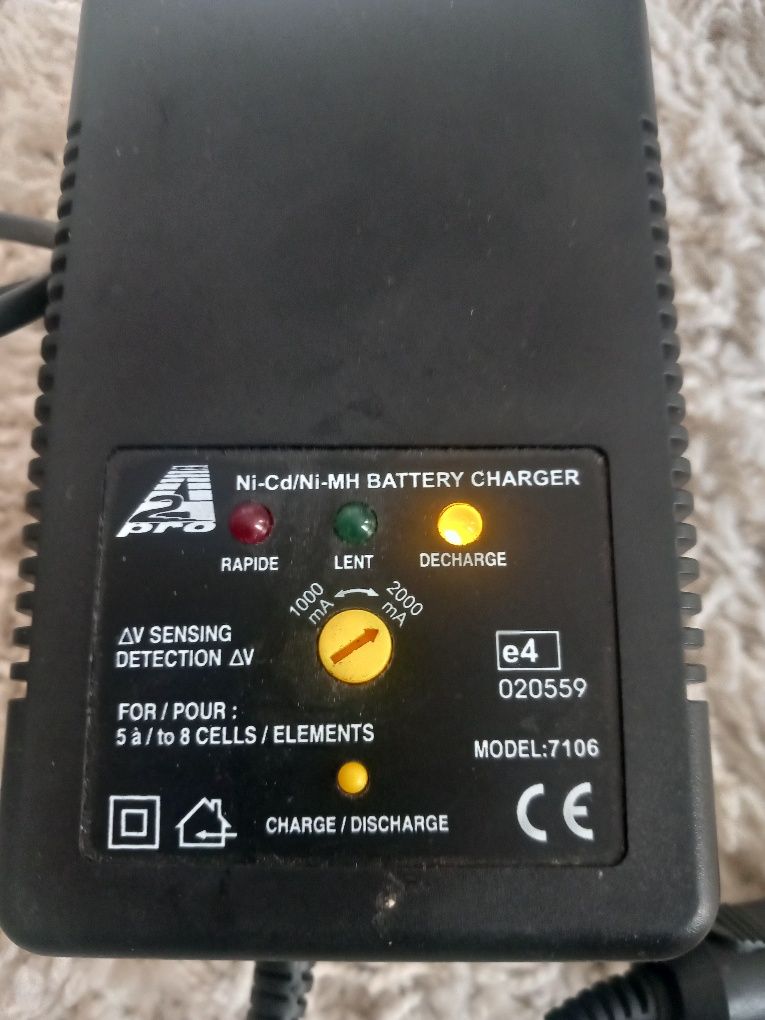 A2 pro
Ni-Cd/Ni-MH BATTERY CHARGER
RAPIDE
LENT
DECHARGE
1000 mA
2000 mA
ΔV SENSING
DETECTION ΔV
e4
020559
FOR / POUR :
5 à / to 8 CELLS / ELEMENTS
MODEL:7106
CHARGE / DISCHARGE
CE